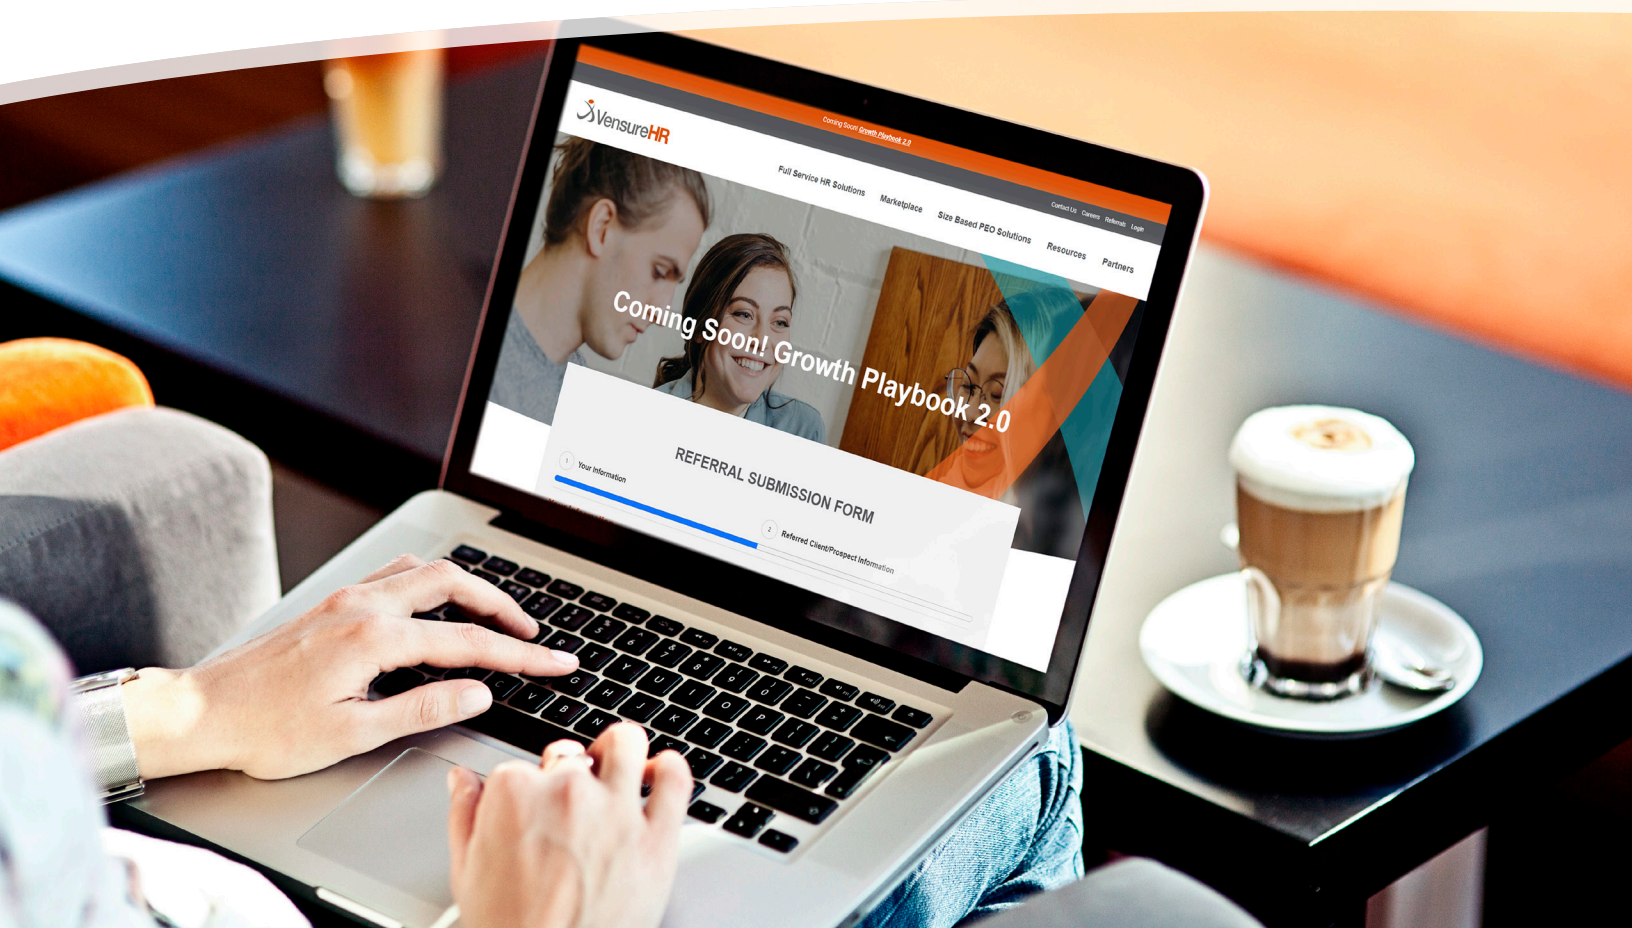 Coming Soon! Growth Playbook 2.0
Contact Us Careers Referrals Login
VensureHR
Full Service HR Solutions Marketplace Size Based PEO Solutions Resources Partners
Coming Soon! Growth Playbook 2.0
REFERRAL SUBMISSION FORM
1 Your Information
2 Referred Client/Prospect Information